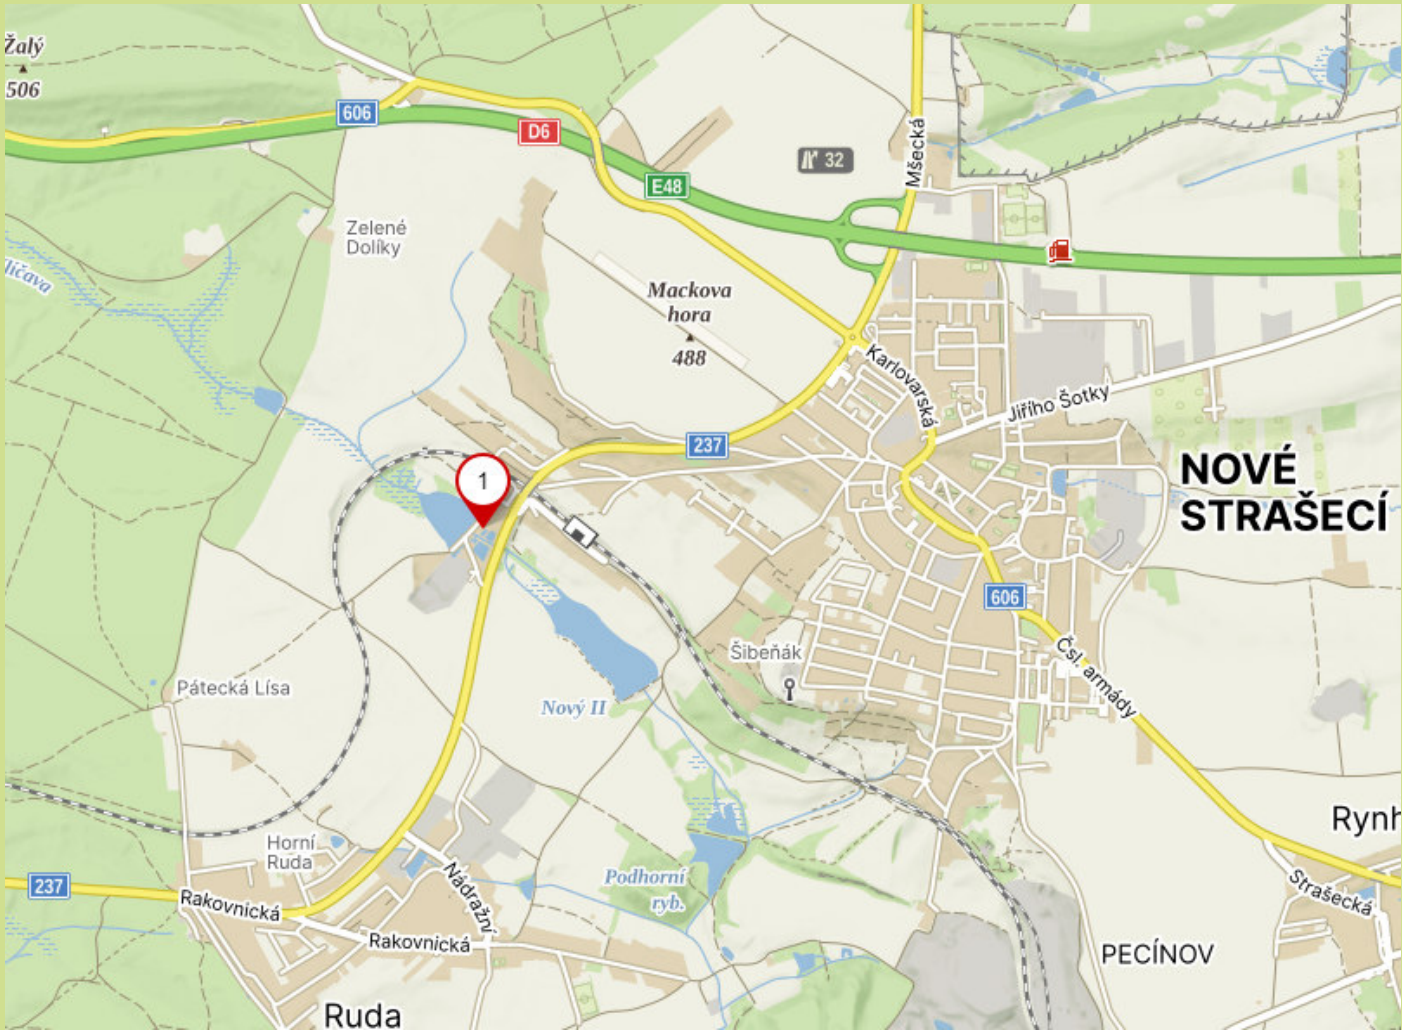 Žalý
506
606
D6
E48
32
Mšecká
Zelené
Dolíky
Mackova
hora
488
Karlovarská
Jiřího Šotky
237
NOVÉ
STRAŠECÍ
1
606
Šibeňák
Čsl. armády
Pátecká Lísa
Nový II
Horní
Ruda
237
Rakovnická
Nádražní
Rakovnická
Podhorní
ryb.
Strašecká
PECÍNOV
Ruda